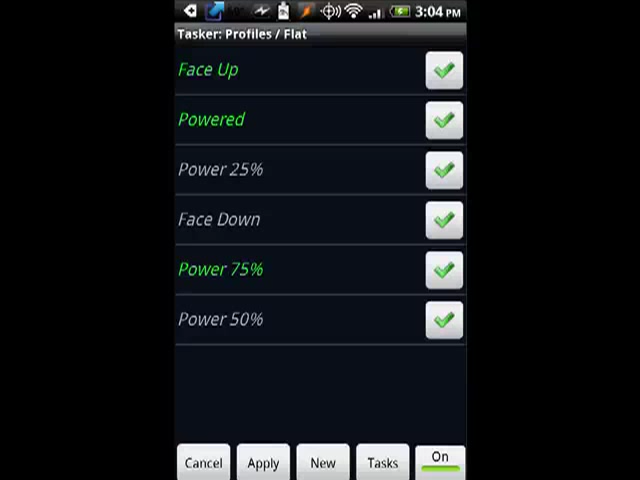 3:04 PM
Tasker: Profiles / Flat
Face Up
Powered
Power 25%
Face Down
Power 75%
Power 50%
Cancel
Apply
New
Tasks
On